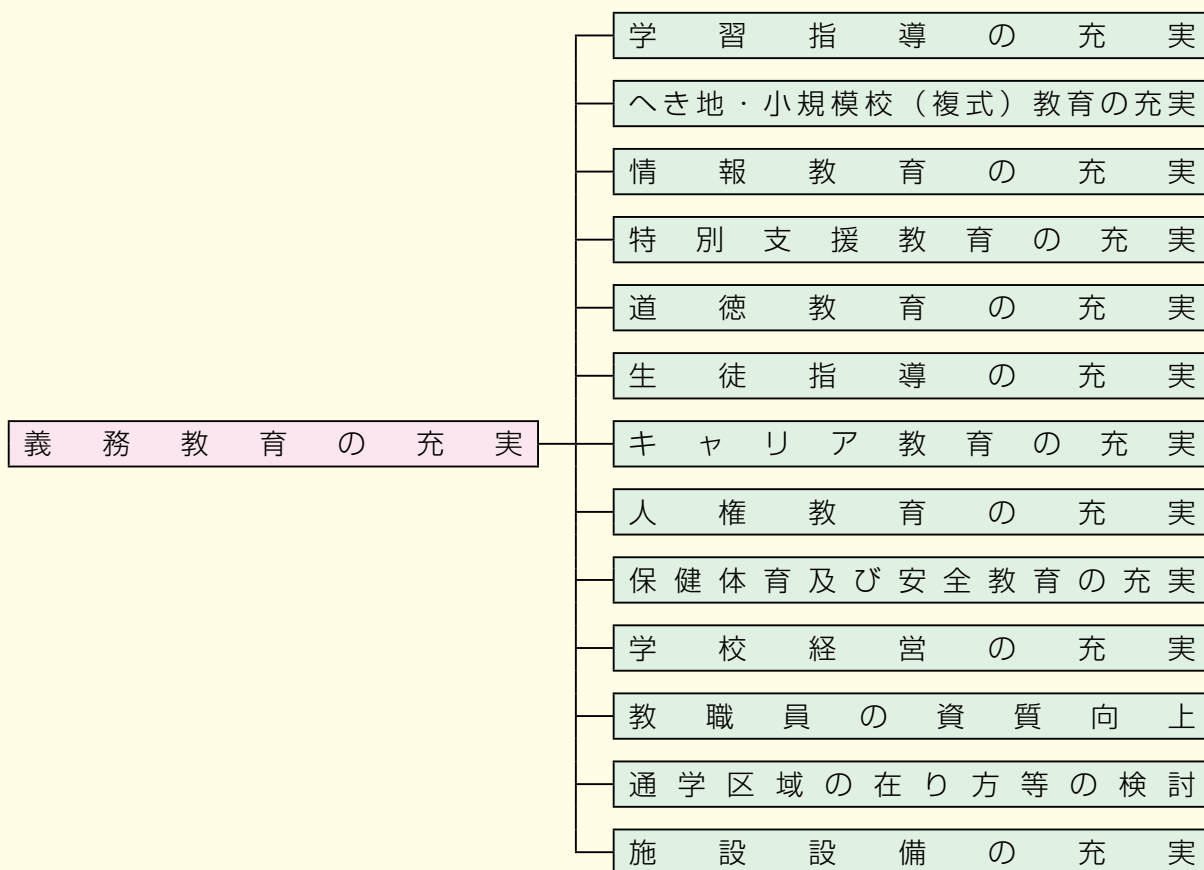 学習指導の充実
へき地・小規模校（複式）教育の充実
情報教育の充実
特別支援教育の充実
道徳教育の充実
生徒指導の充実
義務教育の充実
キャリア教育の充実
人権教育の充実
保健体育及び安全教育の充実
学校経営の充実
教職員の資質向上
通学区域の在り方等の検討
施設設備の充実